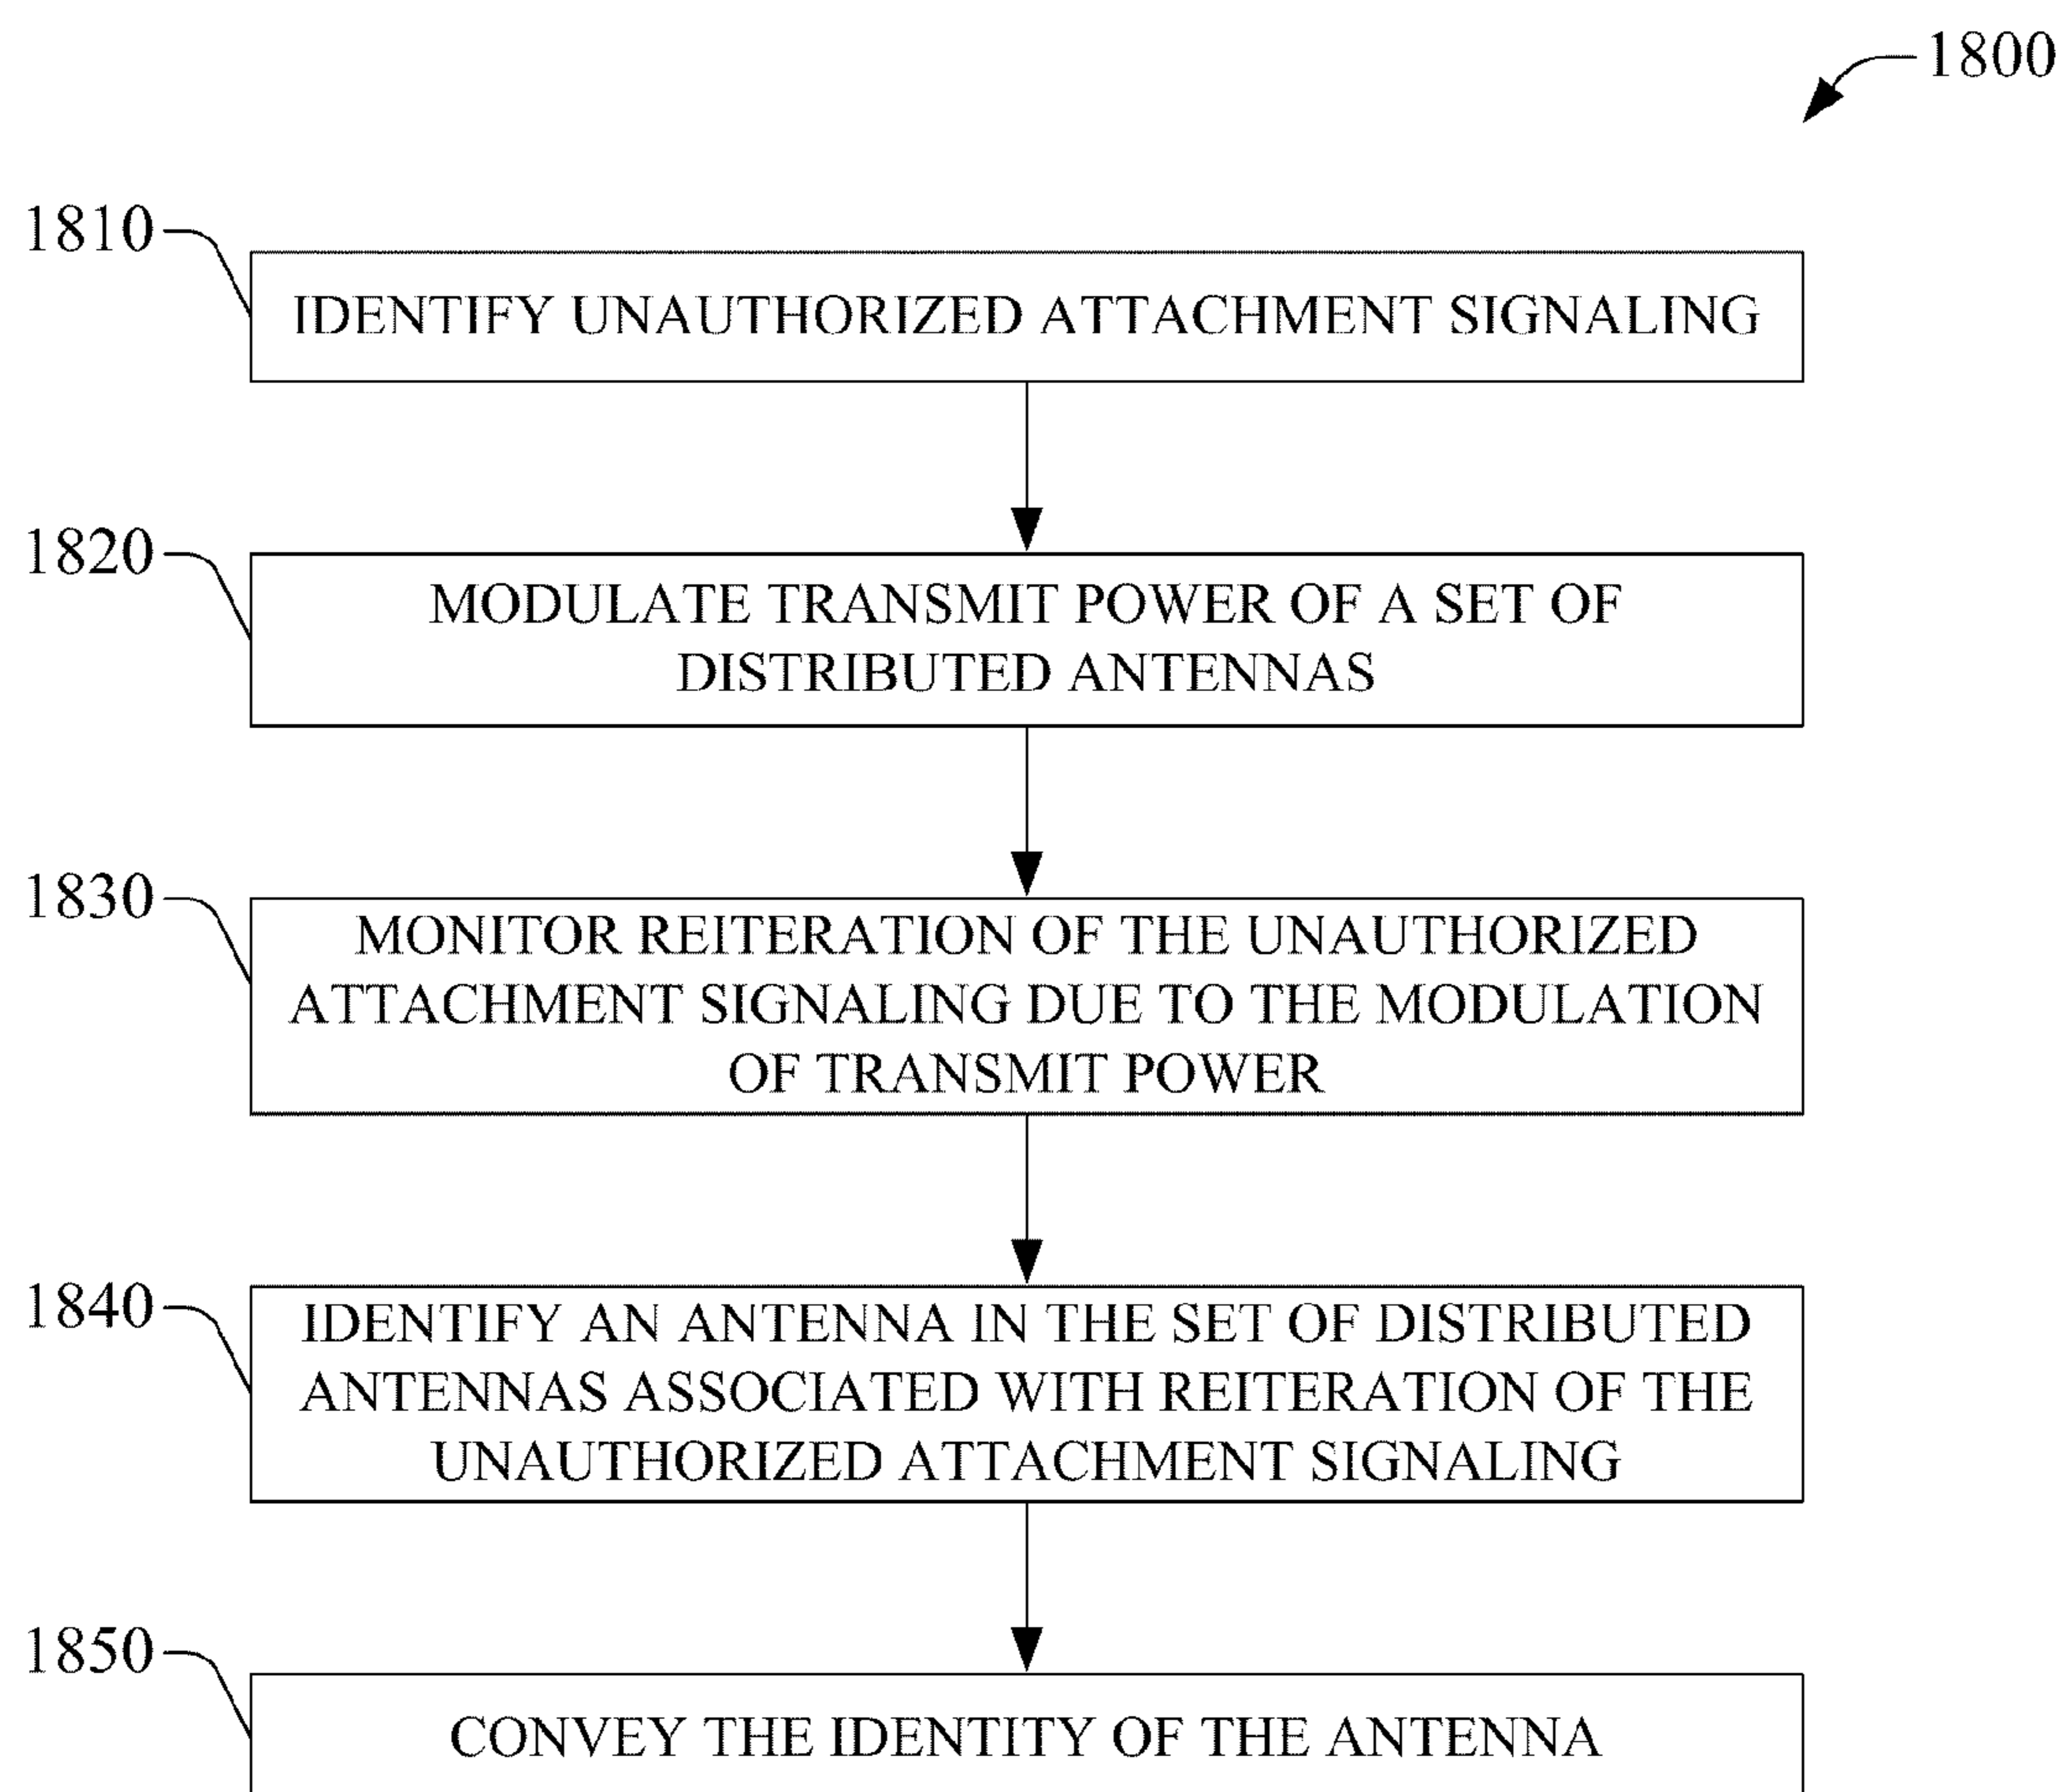 1800
1810
IDENTIFY UNAUTHORIZED ATTACHMENT SIGNALING
1820
MODULATE TRANSMIT POWER OF A SET OF
DISTRIBUTED ANTENNAS
1830
MONITOR REITERATION OF THE UNAUTHORIZED
ATTACHMENT SIGNALING DUE TO THE MODULATION
OF TRANSMIT POWER
1840
IDENTIFY AN ANTENNA IN THE SET OF DISTRIBUTED
ANTENNAS ASSOCIATED WITH REITERATION OF THE
UNAUTHORIZED ATTACHMENT SIGNALING
1850
CONVEY THE IDENTITY OF THE ANTENNA